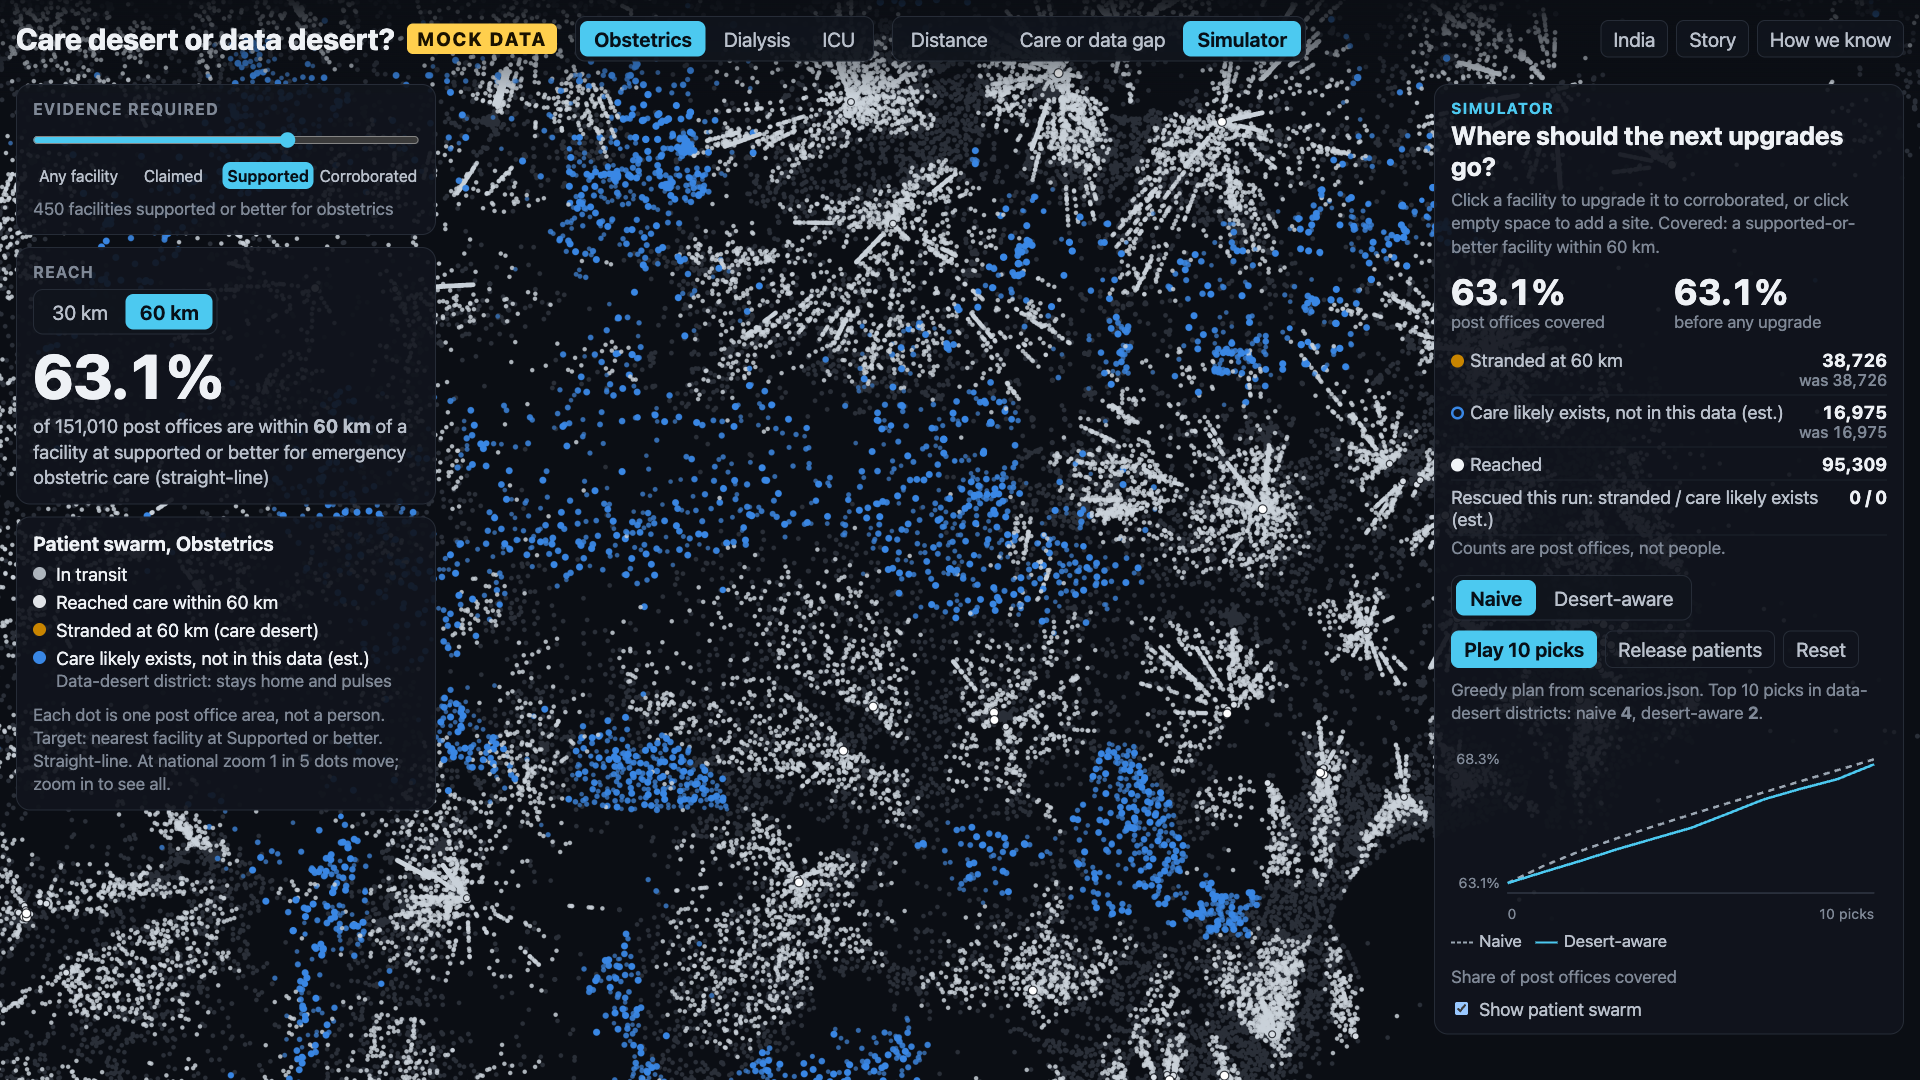 Care desert or data desert?
MOCK DATA
Obstetrics
Dialysis
ICU
Distance
Care or data gap
Simulator
India
Story
How we know
EVIDENCE REQUIRED
Any facility
Claimed
Supported
Corroborated
450 facilities supported or better for obstetrics
REACH
30 km
60 km
63.1%
of 151,010 post offices are within 60 km of a
facility at supported or better for emergency
obstetric care (straight-line)
Patient swarm, Obstetrics
In transit
Reached care within 60 km
Stranded at 60 km (care desert)
Care likely exists, not in this data (est.)
Data-desert district: stays home and pulses
Each dot is one post office area, not a person.
Target: nearest facility at Supported or better.
Straight-line. At national zoom 1 in 5 dots move;
zoom in to see all.
SIMULATOR
Where should the next upgrades
go?
Click a facility to upgrade it to corroborated, or click
empty space to add a site. Covered: a supported-or-
better facility within 60 km.
63.1%
post offices covered
63.1%
before any upgrade
Stranded at 60 km
38,726
was 38,726
Care likely exists, not in this data (est.)
16,975
was 16,975
Reached
95,309
Rescued this run: stranded / care likely exists
(est.)
0 / 0
Counts are post offices, not people.
Naive
Desert-aware
Play 10 picks
Release patients
Reset
Greedy plan from scenarios.json. Top 10 picks in data-
desert districts: naive 4, desert-aware 2.
68.3%
63.1%
0
10 picks
Naive
Desert-aware
Share of post offices covered
Show patient swarm